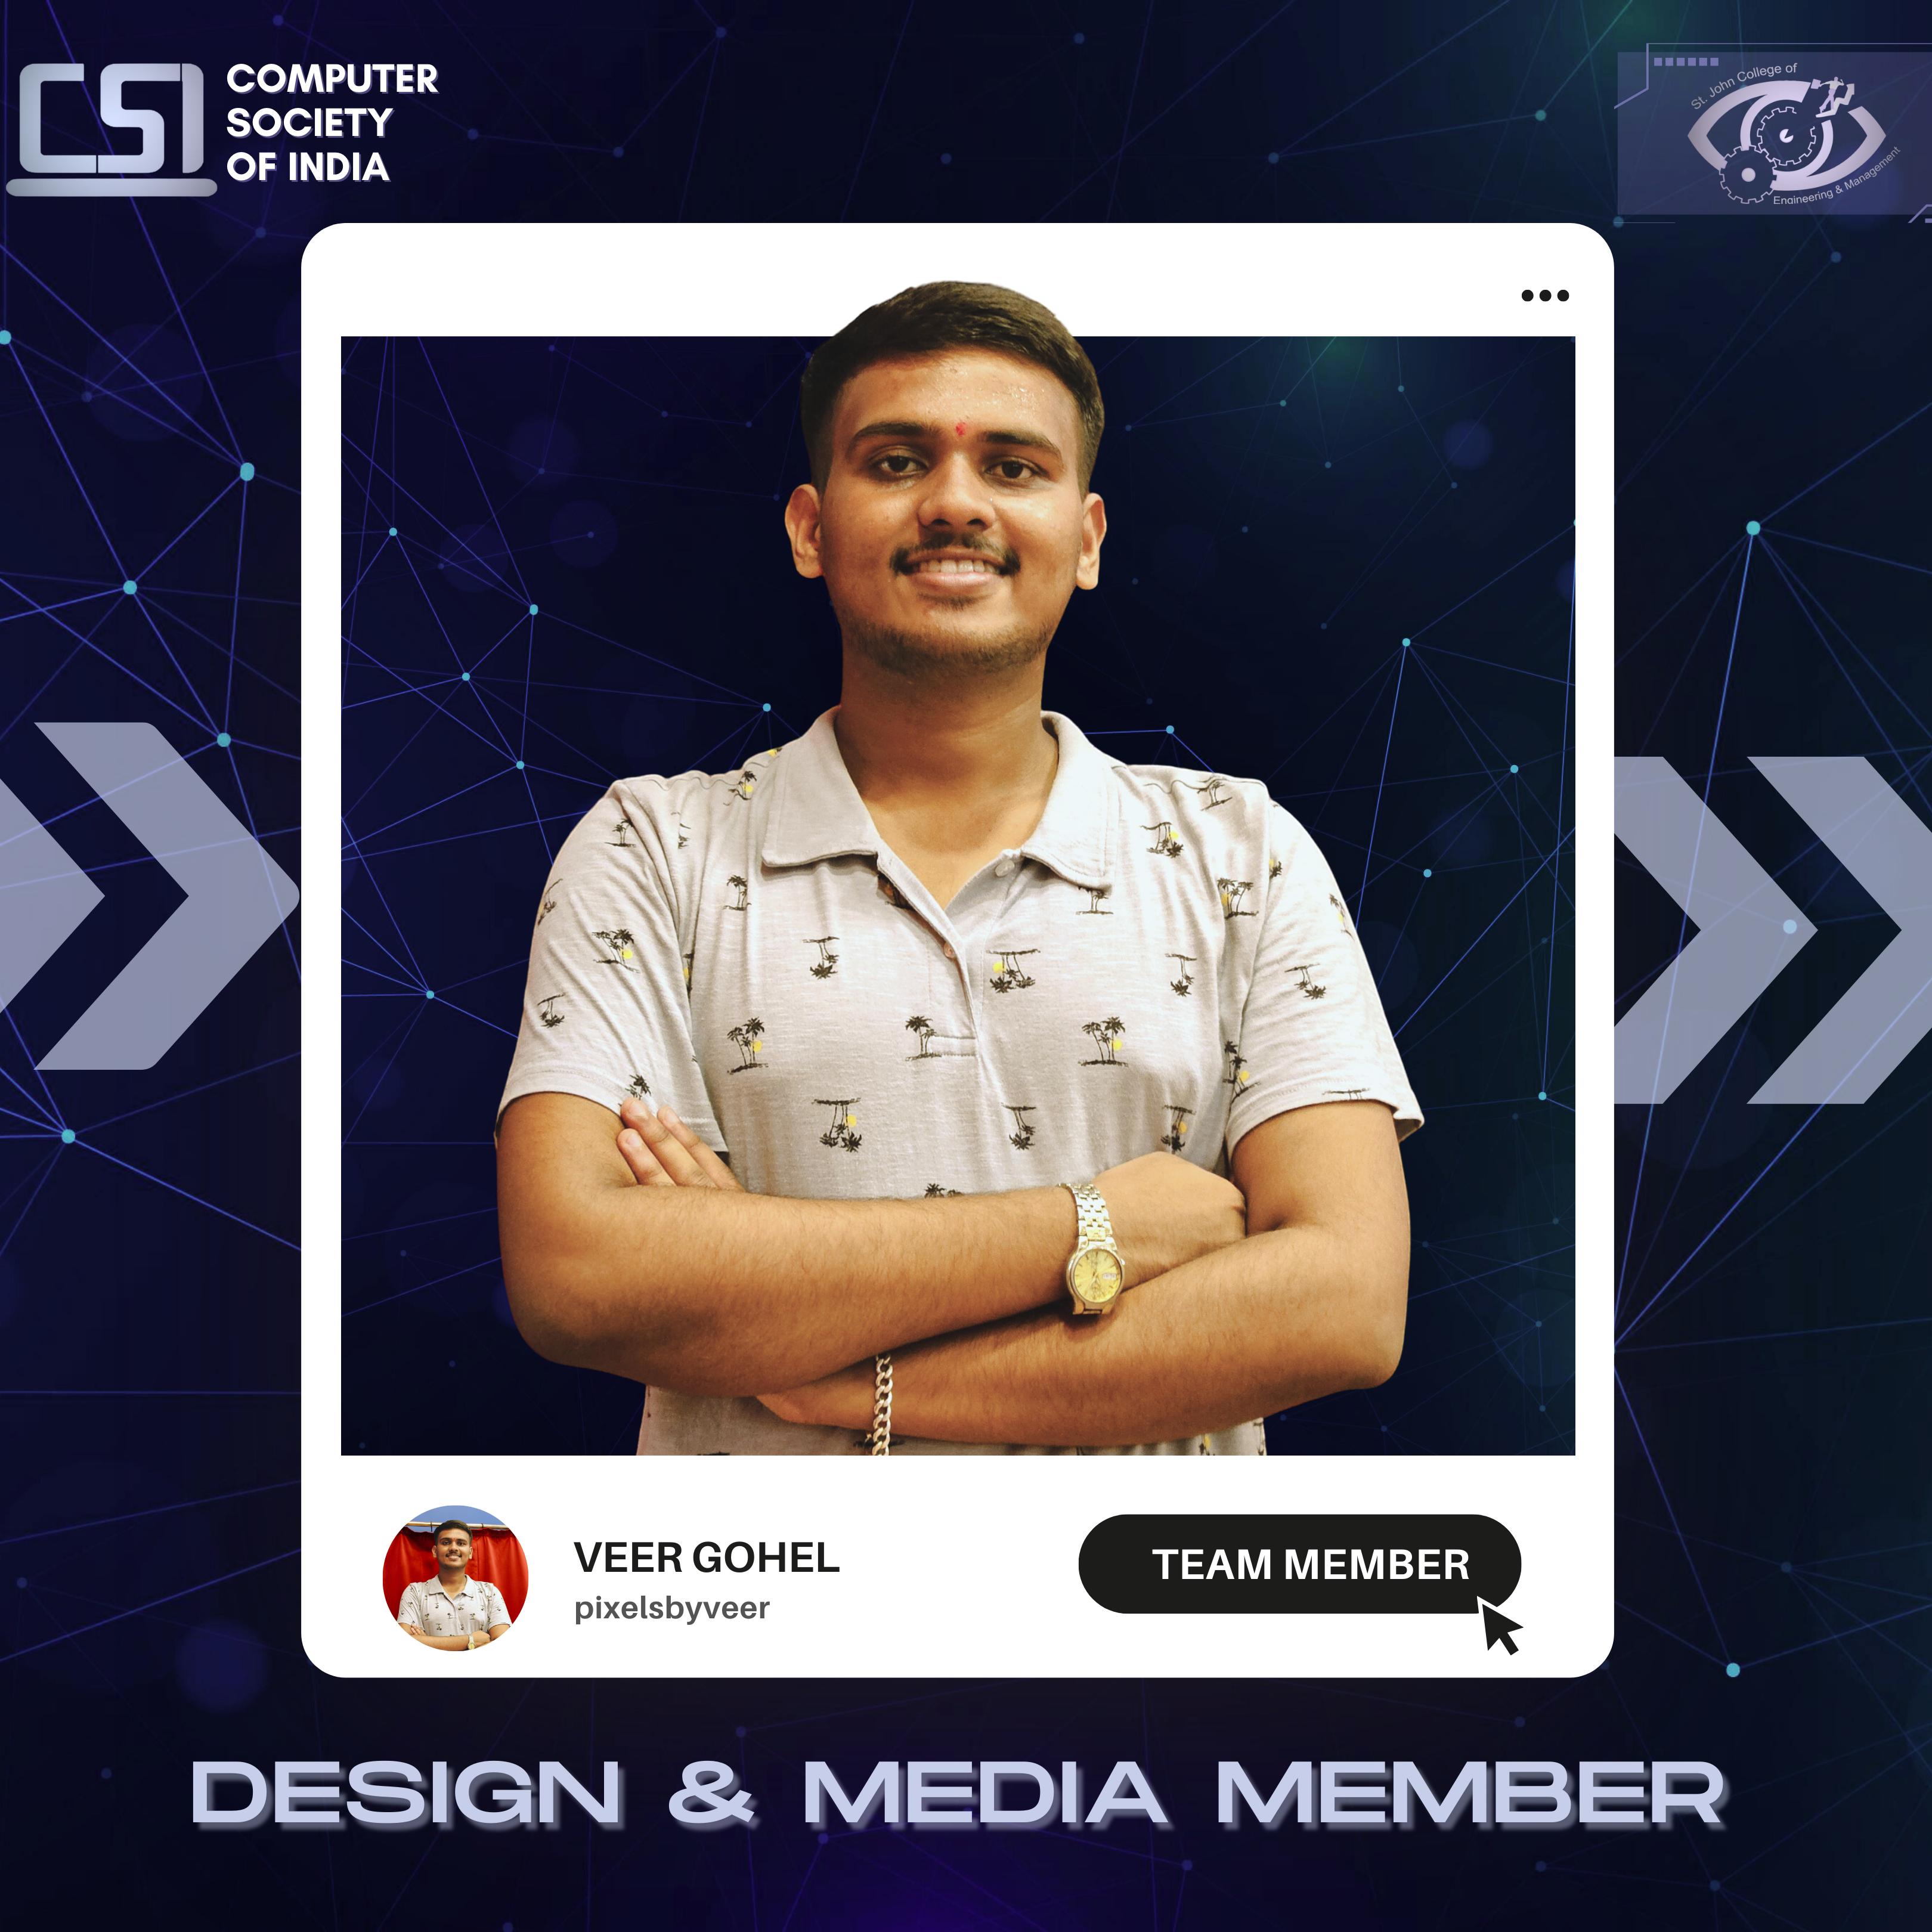 CSI
COMPUTER
SOCIETY
OF INDIA
St. John College of
Engineering & Management
VEER GOHEL
pixelsbyveer
TEAM MEMBER
DESIGN & MEDIA MEMBER